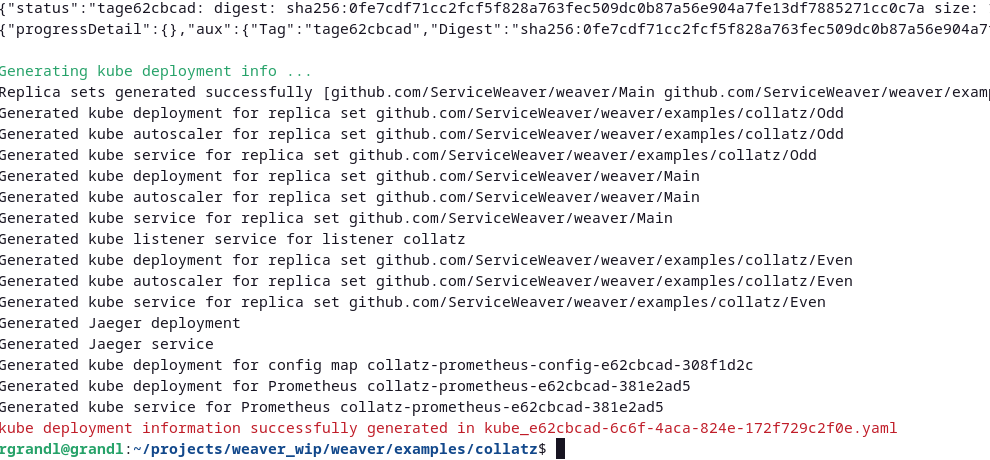 {"status":"tage62cbcad: digest: sha256:0fe7cdf71cc2fcf5f828a763fec509dc0b87a56e904a7fe13df7885271cc0c7a size:
{"progressDetail":{},"aux":{"Tag":"tage62cbcad","Digest":"sha256:0fe7cdf71cc2fcf5f828a763fec509dc0b87a56e904a7
Generating kube deployment info ...
Replica sets generated successfully [github.com/ServiceWeaver/weaver/Main github.com/ServiceWeaver/weaver/exam
Generated kube deployment for replica set github.com/ServiceWeaver/weaver/examples/collatz/Odd
Generated kube autoscaler for replica set github.com/ServiceWeaver/weaver/examples/collatz/Odd
Generated kube service for replica set github.com/ServiceWeaver/weaver/examples/collatz/Odd
Generated kube deployment for replica set github.com/ServiceWeaver/weaver/Main
Generated kube autoscaler for replica set github.com/ServiceWeaver/weaver/Main
Generated kube service for replica set github.com/ServiceWeaver/weaver/Main
Generated kube listener service for listener collatz
Generated kube deployment for replica set github.com/ServiceWeaver/weaver/examples/collatz/Even
Generated kube autoscaler for replica set github.com/ServiceWeaver/weaver/examples/collatz/Even
Generated kube service for replica set github.com/ServiceWeaver/weaver/examples/collatz/Even
Generated Jaeger deployment
Generated Jaeger service
Generated kube deployment for config map collatz-prometheus-config-e62cbcad-308f1d2c
Generated kube deployment for Prometheus collatz-prometheus-e62cbcad-381e2ad5
Generated kube service for Prometheus collatz-prometheus-e62cbcad-381e2ad5
kube deployment information successfully generated in kube_e62cbcad-6c6f-4aca-824e-172f729c2f0e.yaml
rgrandl@grandl:~/projects/weaver_wip/weaver/examples/collatz$